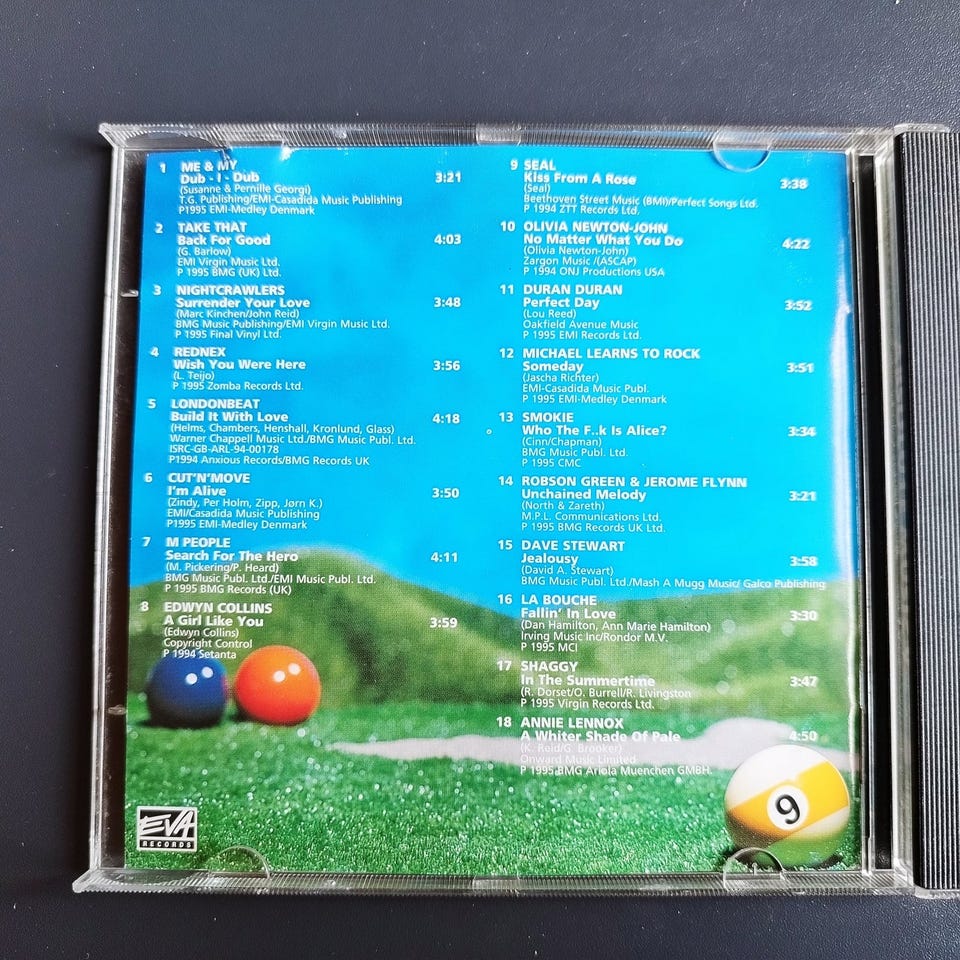 1 ME & MY
Dub - I - Dub 3:21
(Susanne & Pernille Georgi)
T.G. Publishing/EMI-Casadida Music Publishing
P1995 EMI-Medley Denmark
2 TAKE THAT
Back For Good 4:03
(G. Barlow)
EMI Virgin Music Ltd.
P 1995 BMG (UK) Ltd.
3 NIGHTCRAWLERS
Surrender Your Love 3:48
(Marc Kinchen/John Reid)
BMG Music Publishing/EMI Virgin Music Ltd.
P 1995 Final Vinyl Ltd.
4 REDNEX
Wish You Were Here 3:56
(L. Teijo)
P 1995 Zomba Records Ltd.
5 LONDONBEAT
Build It With Love 4:18
(Helms, Chambers, Henshall, Kronlund, Glass)
Warner Chappell Music Ltd./BMG Music Publ. Ltd.
ISRC-GB-ARL-94-00178
P1994 Anxious Records/BMG Records UK
6 CUT'N'MOVE
I'm Alive 3:50
(Zindy, Per Holm, Zipp, Jørn K.)
EMI/Casadida Music Publishing
P1995 EMI-Medley Denmark
7 M PEOPLE
Search For The Hero 4:11
(M. Pickering/P. Heard)
BMG Music Publ. Ltd./EMI Music Publ. Ltd.
P 1995 BMG Records (UK)
8 EDWYN COLLINS
A Girl Like You 3:59
(Edwyn Collins)
Copyright Control
P 1994 Setanta
9 SEAL
Kiss From A Rose 3:38
(Seal)
Beethoven Street Music (BMI)/Perfect Songs Ltd.
P 1994 ZTT Records Ltd.
10 OLIVIA NEWTON-JOHN
No Matter What You Do 4:22
(Olivia Newton-John)
Zargon Music /(ASCAP)
P 1994 ONJ Productions USA
11 DURAN DURAN
Perfect Day 3:52
(Lou Reed)
Oakfield Avenue Music
P 1995 EMI Records Ltd.
12 MICHAEL LEARNS TO ROCK
Someday 3:51
(Jascha Richter)
EMI-Casadida Music Publ.
P 1995 EMI-Medley Denmark
13 SMOKIE
Who The F..k Is Alice? 3:34
(Cinn/Chapman)
BMG Music Publ. Ltd.
P 1995 CMC
14 ROBSON GREEN & JEROME FLYNN
Unchained Melody 3:21
(North & Zareth)
M.P.L. Communications Ltd.
P 1995 BMG Records UK Ltd.
15 DAVE STEWART
Jealousy 3:58
(David A. Stewart)
BMG Music Publ. Ltd./Mash A Mugg Music/ Galco Publishing
16 LA BOUCHE
Fallin' In Love 3:30
(Dan Hamilton, Ann Marie Hamilton)
Irving Music Inc/Rondor M.V.
P 1995 MCI
17 SHAGGY
In The Summertime 3:47
(R. Dorset/O. Burrell/R. Livingston
P 1995 Virgin Records Ltd.
18 ANNIE LENNOX
A Whiter Shade Of Pale 4:50
(K. Reid/G. Brooker)
Onward Music Limited
P 1995 BMG Ariola Muenchen GMBH.
9
EVA
RECORDS